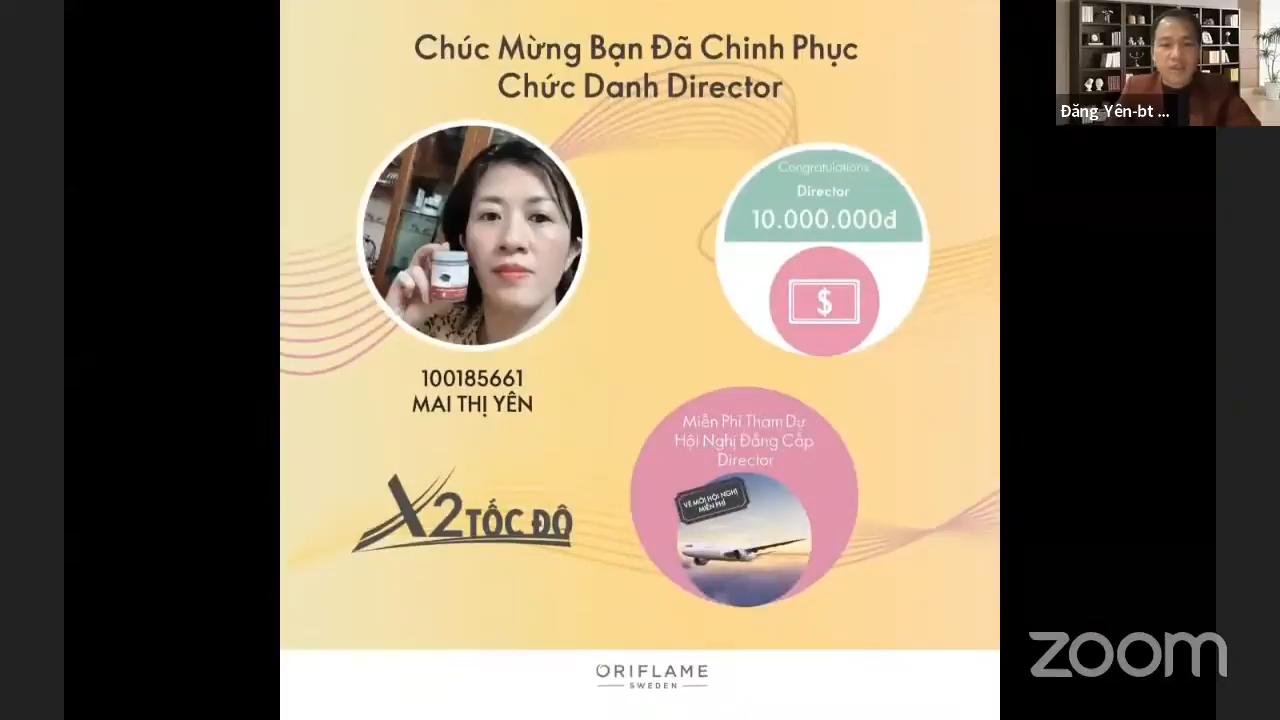 Chúc Mừng Bạn Đã Chinh Phục
Chức Danh Director
Đăng Yên-bt ...
Congratulations
Director
10.000.000đ
$
100185661
MAI THỊ YÊN
Miễn Phí Tham Dự
Hội Nghị Đẳng Cấp
Director
VÉ MỜI HỘI NGHỊ
MIỄN PHÍ
X2 TỐC ĐỘ
ORIFLAME
SWEDEN
zoom